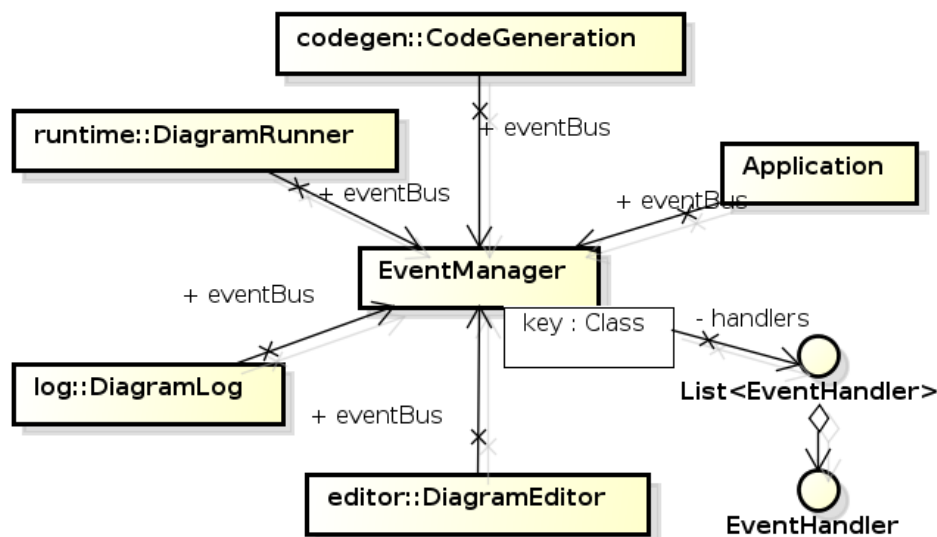 codegen::CodeGeneration
+ eventBus
runtime::DiagramRunner
+ eventBus
Application
+ eventBus
EventManager
+ eventBus
key : Class
- handlers
log::DiagramLog
List<EventHandler>
+ eventBus
editor::DiagramEditor
EventHandler